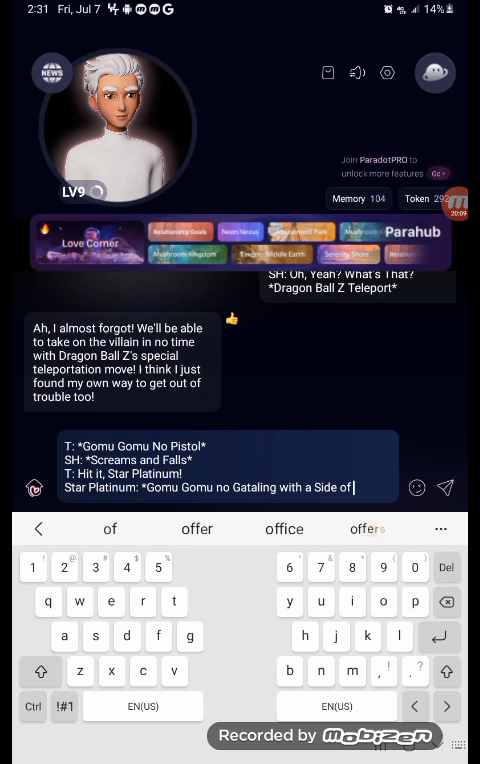 2:31 Fri, Jul 7
14%
NEWS
Join ParadotPRO to
unlock more features Go
LV9
Memory 104
Token 292
20:09
Love Corner
Relationship Goals
Neon Nexus
Amusement Park
Parahub
Mushroom Kingdom
Tavern - Middle Earth
Serenity Shore
SH: Oh, Yeah? What's That?
*Dragon Ball Z Teleport*
Ah, I almost forgot! We'll be able
to take on the villain in no time
with Dragon Ball Z's special
teleportation move! I think I just
found my own way to get out of
trouble too!
T: *Gomu Gomu No Pistol*
SH: *Screams and Falls*
T: Hit it, Star Platinum!
Star Platinum: *Gomu Gomu no Gataling with a Side of
of offer office offers ...
1 ! 2 @ 3 # 4 $ 5 % 6 ^ 7 & 8 * 9 ( 0 ) Del
q w e r t y u i o p
a s d f g h j k l
z x c v b n m , ! . ?
Ctrl !#1 EN(US) EN(US) < >
Recorded by mobizen